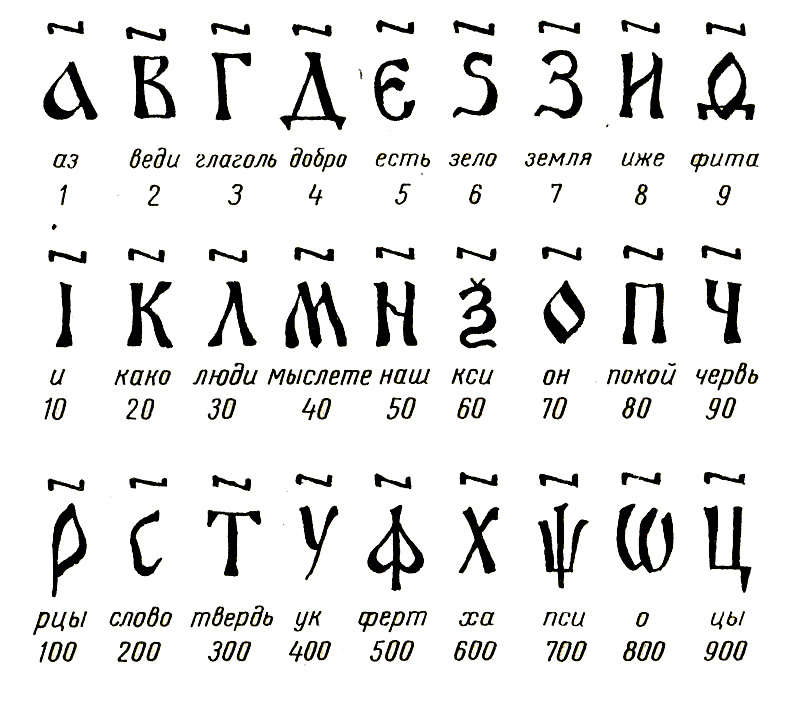 А В Г Д Є Ѕ З И Ѳ
аз веди глаголь добро есть зело земля иже фита
1 2 3 4 5 6 7 8 9
І К Л М Н Ѯ О П Ч
и како люди мыслете наш кси он покой червь
10 20 30 40 50 60 70 80 90
Р С Т У Ф Х Ѱ Ѡ Ц
рцы слово твердь ук ферт ха пси о цы
100 200 300 400 500 600 700 800 900